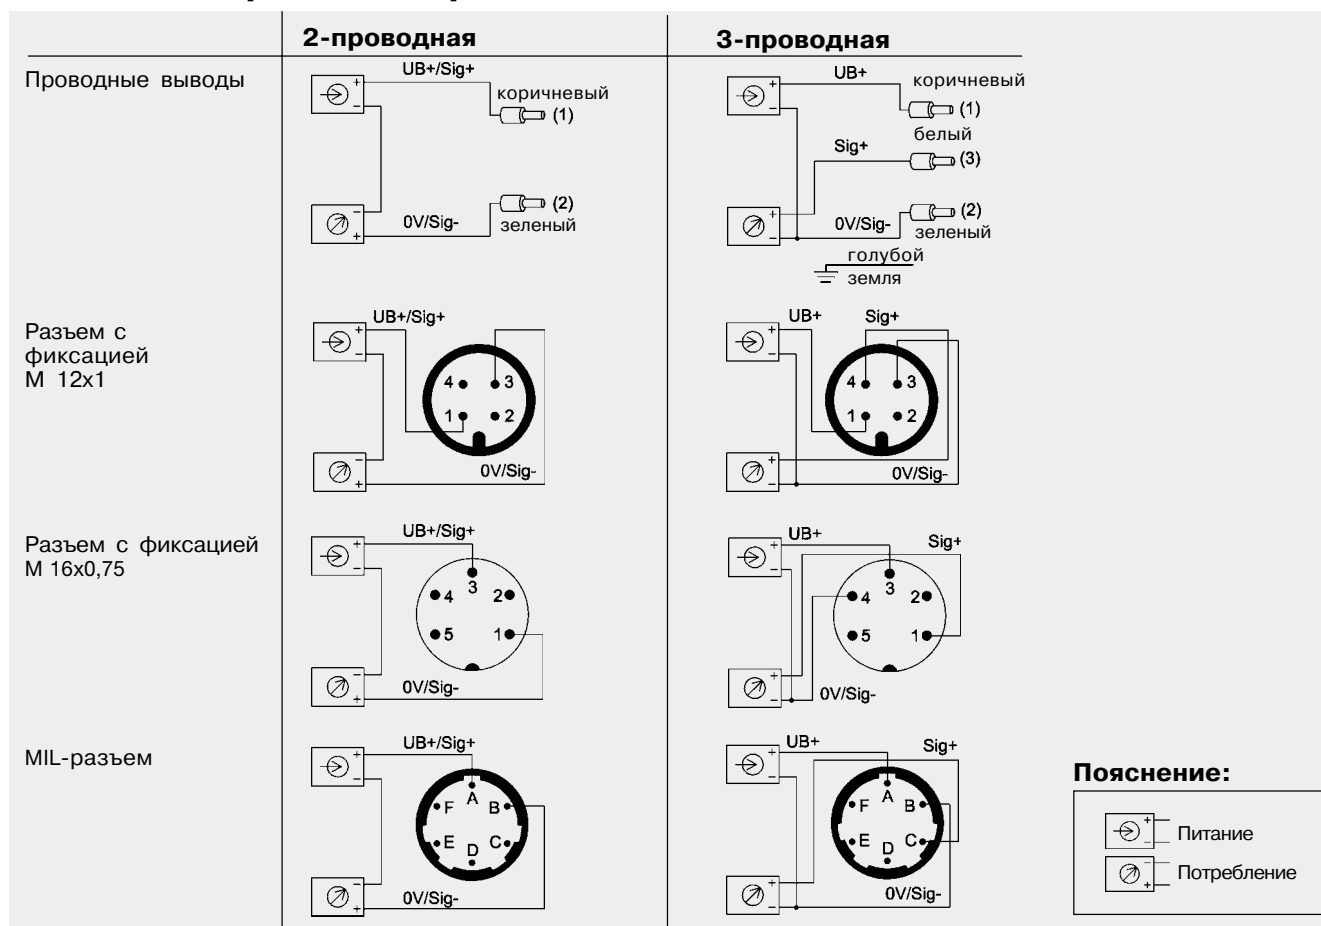 2-проводная
3-проводная
Проводные выводы
UB+/Sig+
+
-
коричневый
(1)
-
+
0V/Sig-
(2)
зеленый
UB+
+
-
коричневый
(1)
белый
Sig+
(3)
+
-
0V/Sig-
(2)
зеленый
голубой
земля
Разъем с
фиксацией
М 12x1
UB+/Sig+
+
-
4
3
1
2
-
+
0V/Sig-
UB+
Sig+
+
-
4
3
1
2
+
-
0V/Sig-
Разъем с фиксацией
М 16x0,75
UB+/Sig+
+
-
3
4
2
5
1
-
+
0V/Sig-
UB+
Sig+
+
-
3
4
2
5
1
+
-
0V/Sig-
MIL-разъем
UB+/Sig+
+
-
A
F
B
E
C
D
-
+
0V/Sig-
UB+
Sig+
+
-
A
F
B
E
C
D
+
-
0V/Sig-
Пояснение:
+
-
Питание
-
+
Потребление